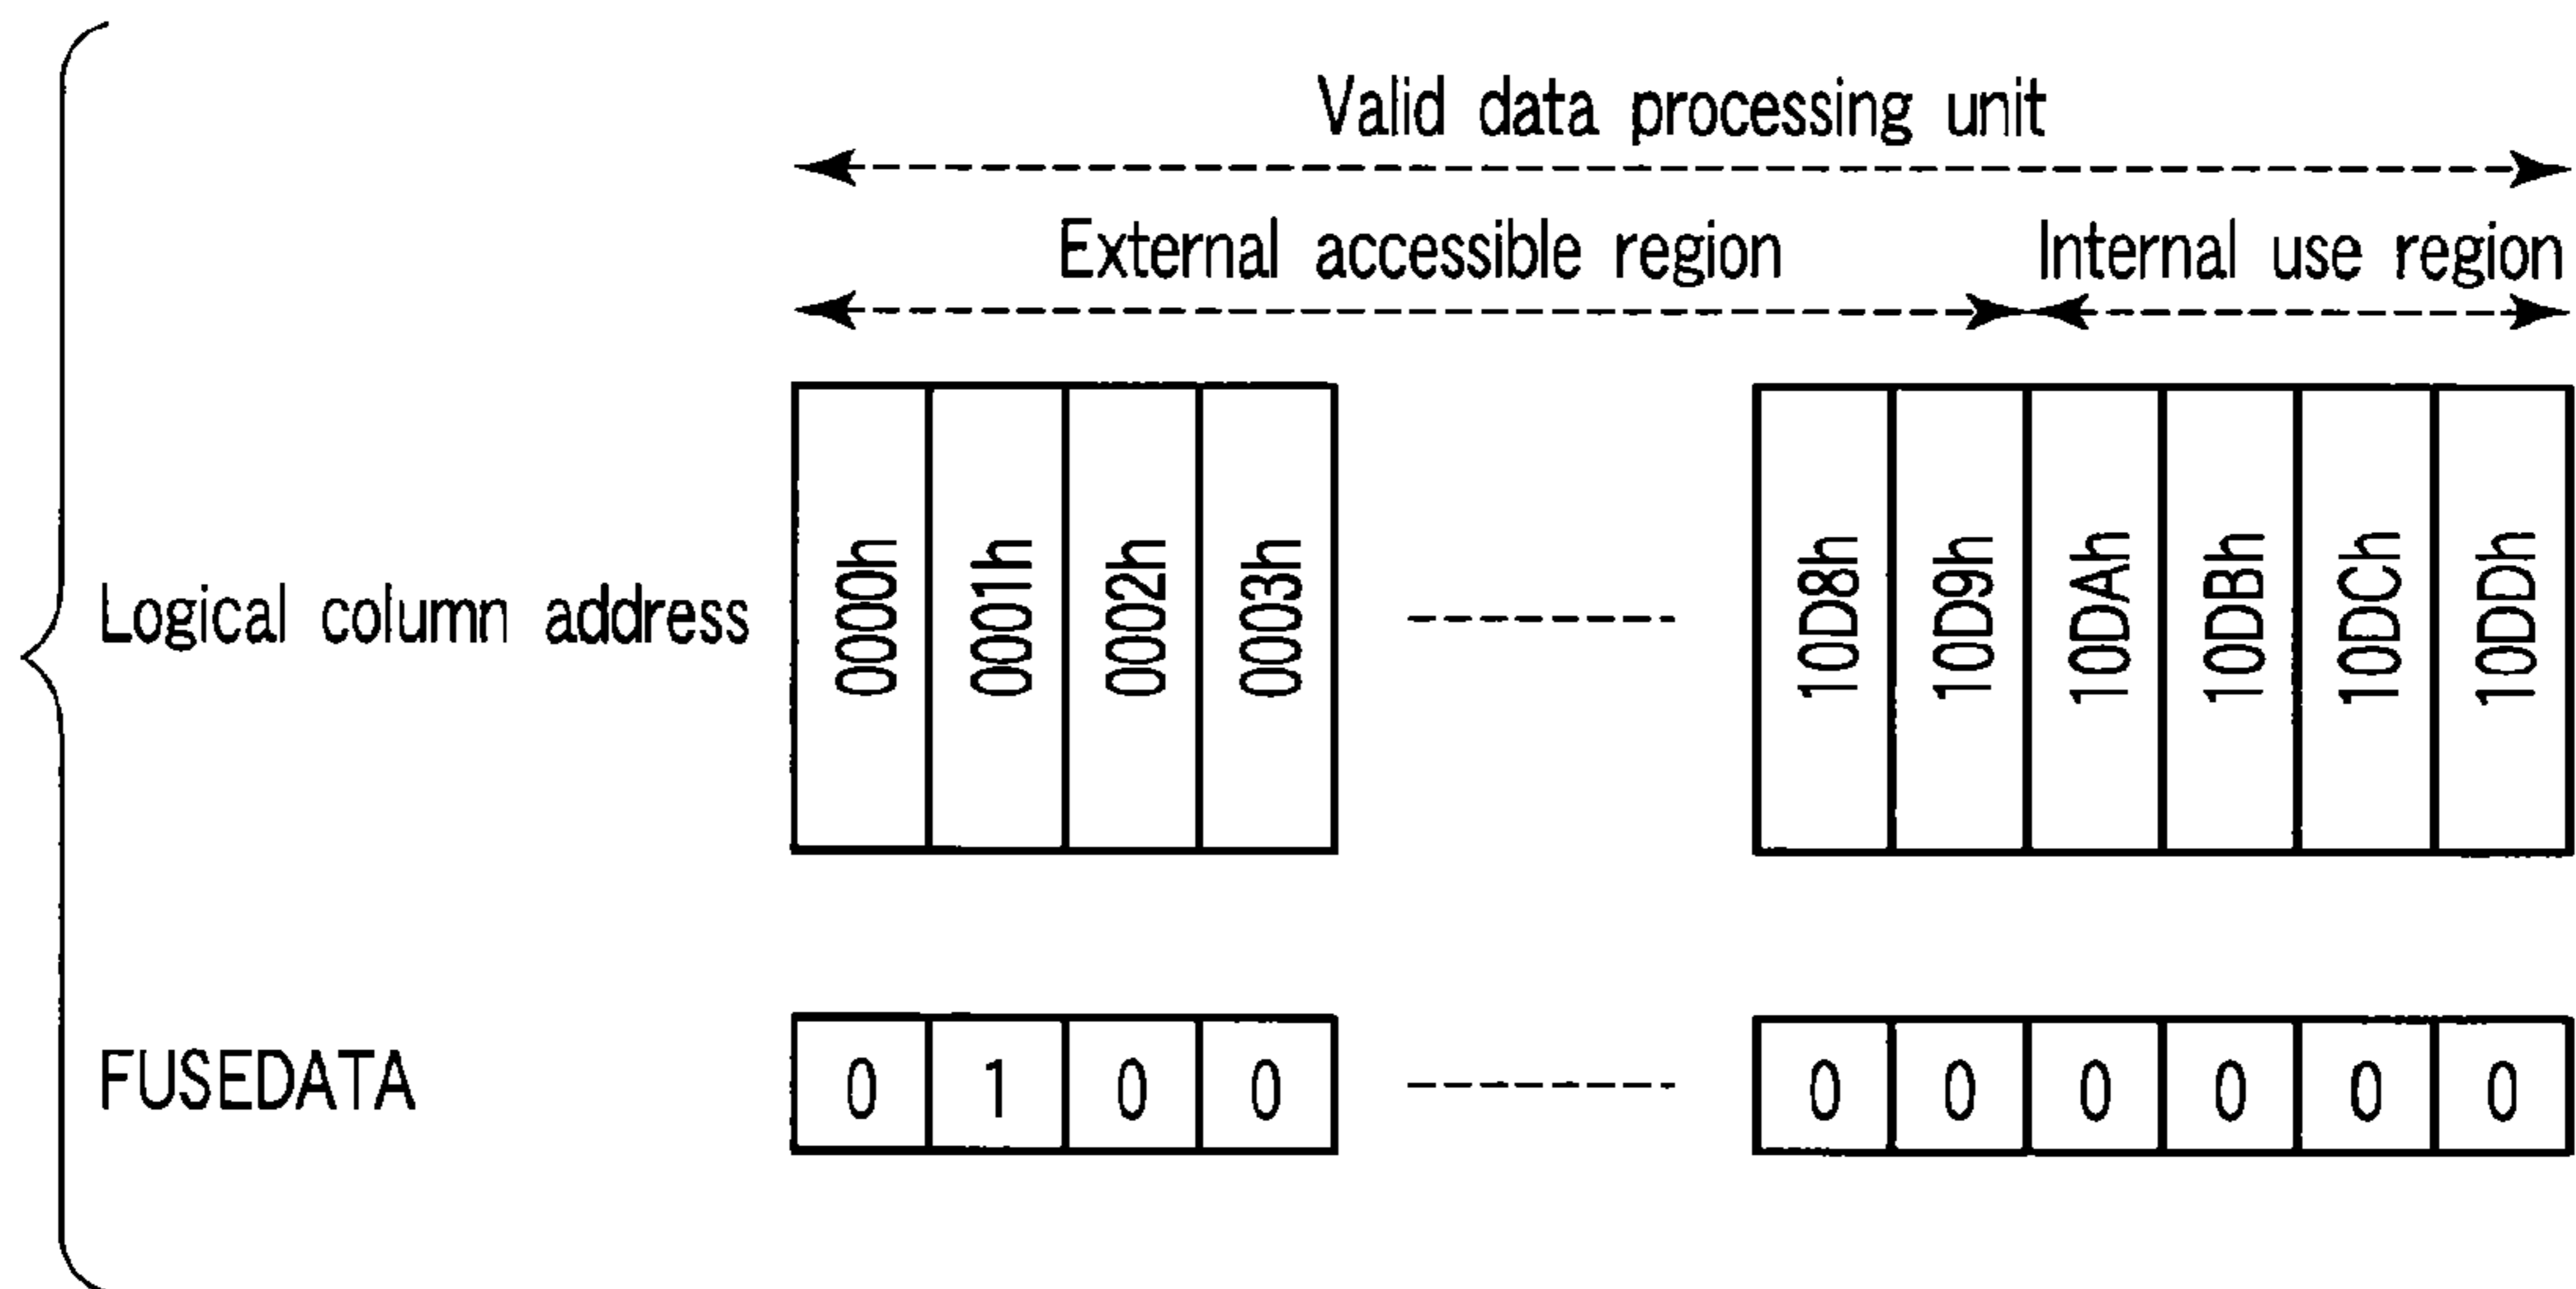 Valid data processing unit
External accessible region Internal use region
Logical column address 0000h 0001h 0002h 0003h 10D8h 10D9h 10DAh 10DBh 10DCh 10DDh
FUSEDATA 0 1 0 0 0 0 0 0 0 0